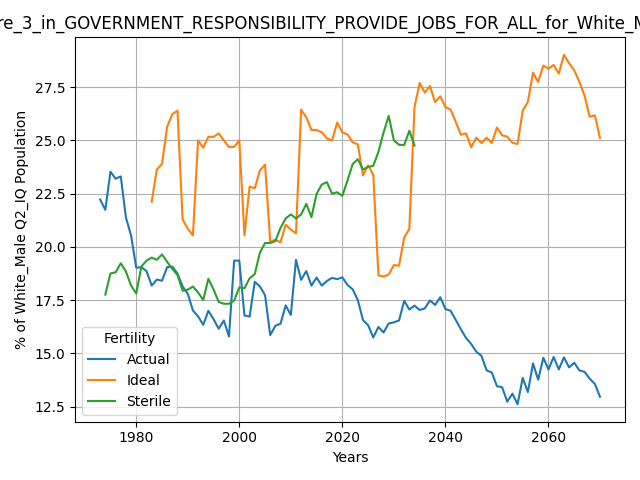 re_3_in_GOVERNMENT_RESPONSIBILITY_PROVIDE_JOBS_FOR_ALL_for_White_M
% of White_Male Q2_IQ Population
27.5
25.0
22.5
20.0
17.5
15.0
12.5
Fertility
Actual
Ideal
Sterile
1980
2000
2020
2040
2060
Years